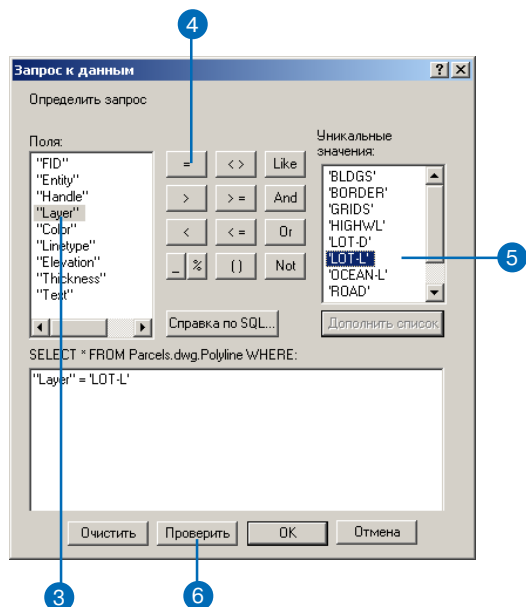 4
Запрос к данным
Определить запрос
Поля:
"FID"
"Entity"
"Handle"
"Layer"
"Color"
"Linetype"
"Elevation"
"Thickness"
"Text"
= < > Like
> > = And
< < = Or
_ % ( ) Not
Уникальные
значения:
'BLDGS'
'BORDER'
'GRIDS'
'HIGHWL'
'LOT-D'
'LOT-L'
'OCEAN-L'
'ROAD'
5
Справка по SQL...
Дополнить список
SELECT * FROM Parcels.dwg.Polyline WHERE:
"Layer" = 'LOT-L'
Очистить
Проверить
OK
Отмена
3
6